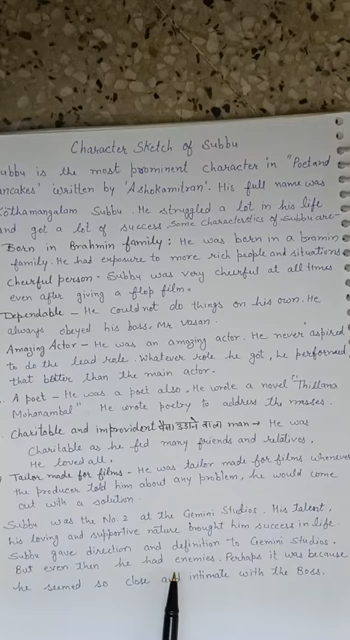 Character Sketch of Subby
ubby is the most prominent character in "Poet and
ncakes' written by 'Ashokamitran'. His full name was
Kothamangalam Subby. He struggled a lot in his life
and got a lot of success. Some characteristics of Subby are-
Born in Brahmin family: He was born in a bramin
family. He had exposure to more rich people and situations
Cheerful person- Subby was very cheerful at all times
even after giving a flop film.
Dependable - He could not do things on his own. He
always obeyed his boss, Mr. Vasan.
Amazing Actor - He was an amazing actor. He never aspired
to do the lead role. Whatever role he got, he performed
that better than the main actor.
A poet - He was a poet also. He wrote a novel "Thillana
Mohanambal" He wrote poetry to address the masses.
Charitable and improvident पैसा उड़ाने वाला man → He was
Charitable as he fed many friends and relatives.
He loved all.
Tailor made for films - He was tailor made for films whenever
the producer told him about any problem, he would come
out with a solution.
Subby was the No. 2 at the Gemini Studios. His talent,
his loving and supportive nature brought him success in life.
Subby gave direction and definition to Gemini Studios.
But even then he had enemies. Perhaps it was because
he seemed so close and intimate with the Boss.